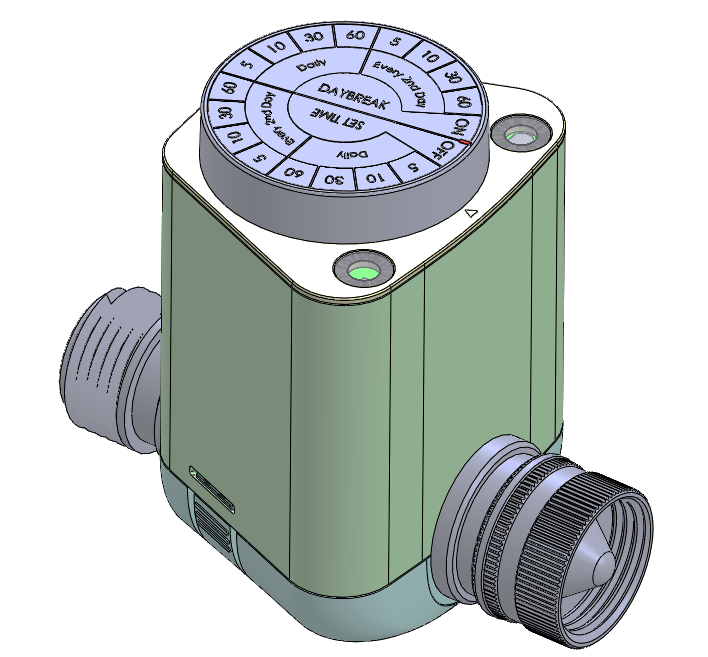 5 10 30 60 5 10 30 60
Daily
Every 2nd Day
DAYBREAK
ON
OFF
SET TIME
Every 2nd Day
Daily
5 10 30 60 5 10 30 60